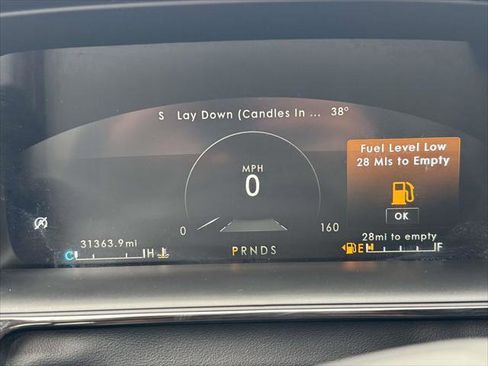 S Lay Down (Candles In ... 38°
Fuel Level Low
28 Mls to Empty
OK
MPH
0
0 160
31363.9mi
C H
PRNDS
28mi to empty
E F